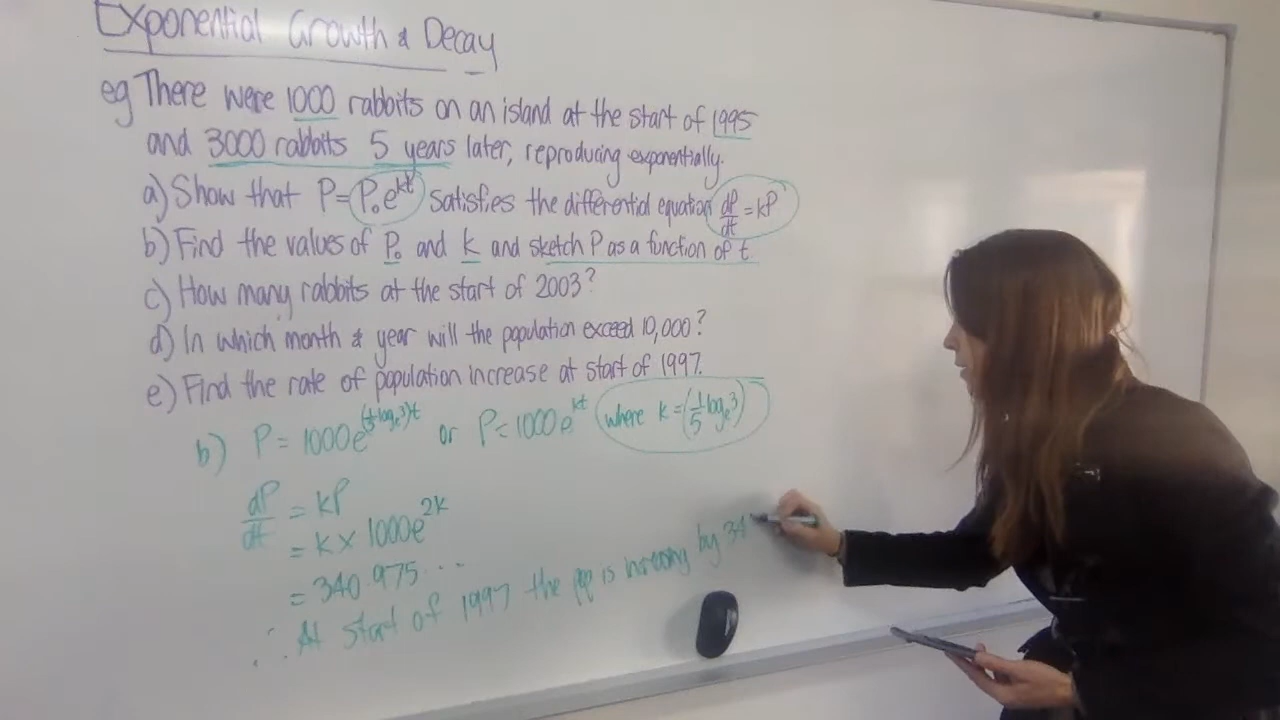 Exponential Growth & Decay
eg There were 1000 rabbits on an island at the start of 1995
and 3000 rabbits 5 years later, reproducing exponentially.
a) Show that P=P₀e^kt satisfies the differential equation dP/dt = kP
b) Find the values of P₀ and k and sketch P as a function of t.
c) How many rabbits at the start of 2003?
d) In which month & year will the population exceed 10,000?
e) Find the rate of population increase at start of 1997.
b) P = 1000e^(1/5 logₑ3)t or P = 1000e^kt where k = (1/5 logₑ3)
dP/dt = kP
= k × 1000e^2k
= 340.975...
∴ At start of 1997 the pop is increasing by 34